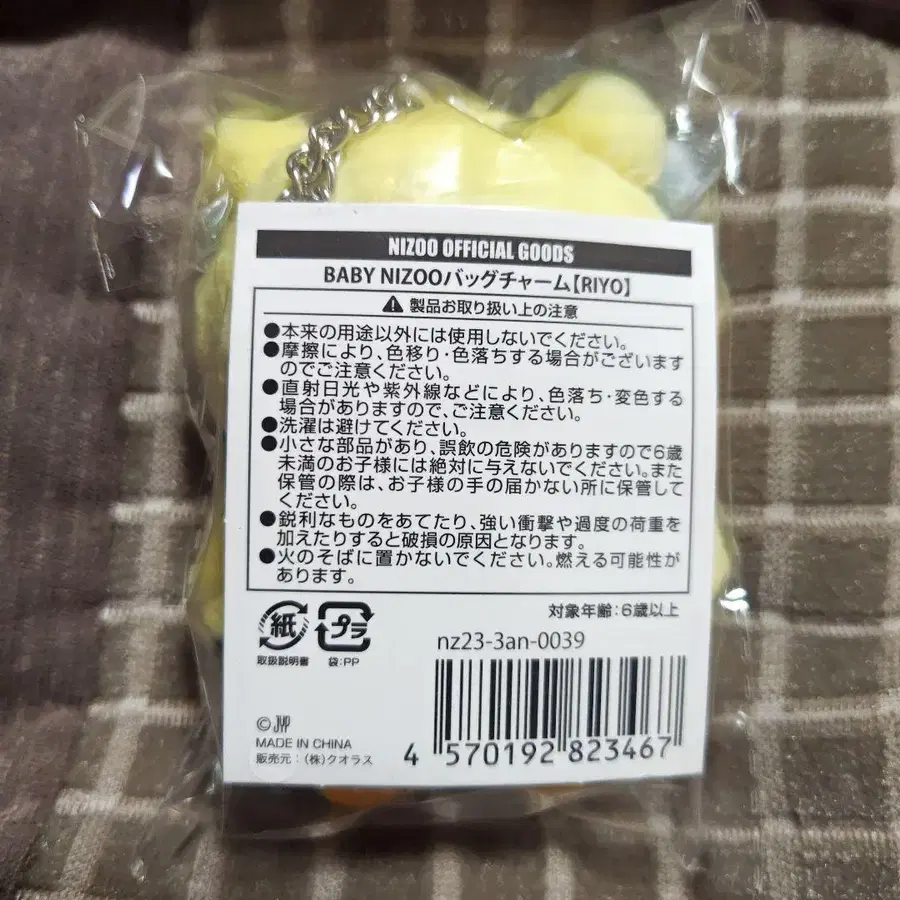 NIZOO OFFICIAL GOODS
BABY NIZOOバッグチャーム【RIYO】
製品お取り扱い上の注意
●本来の用途以外には使用しないでください。
●摩擦により、色移り・色落ちする場合がございます
のでご注意ください。
●直射日光や紫外線などにより、色落ち・変色する
場合がありますので、ご注意ください。
●洗濯は避けてください。
●小さな部品があり、誤飲の危険がありますので6歳
未満のお子様には絶対に与えないでください。また
保管の際は、お子様の手の届かない所に保管して
ください。
●鋭利なものをあてたり、強い衝撃や過度の荷重を
加えたりすると破損の原因となります。
●火のそばに置かないでください。燃える可能性が
あります。
対象年齢:6歳以上
紙
プラ
取扱説明書
袋:PP
nz23-3an-0039
© JYP
MADE IN CHINA
販売元:(株)クオラス
4 570192 823467